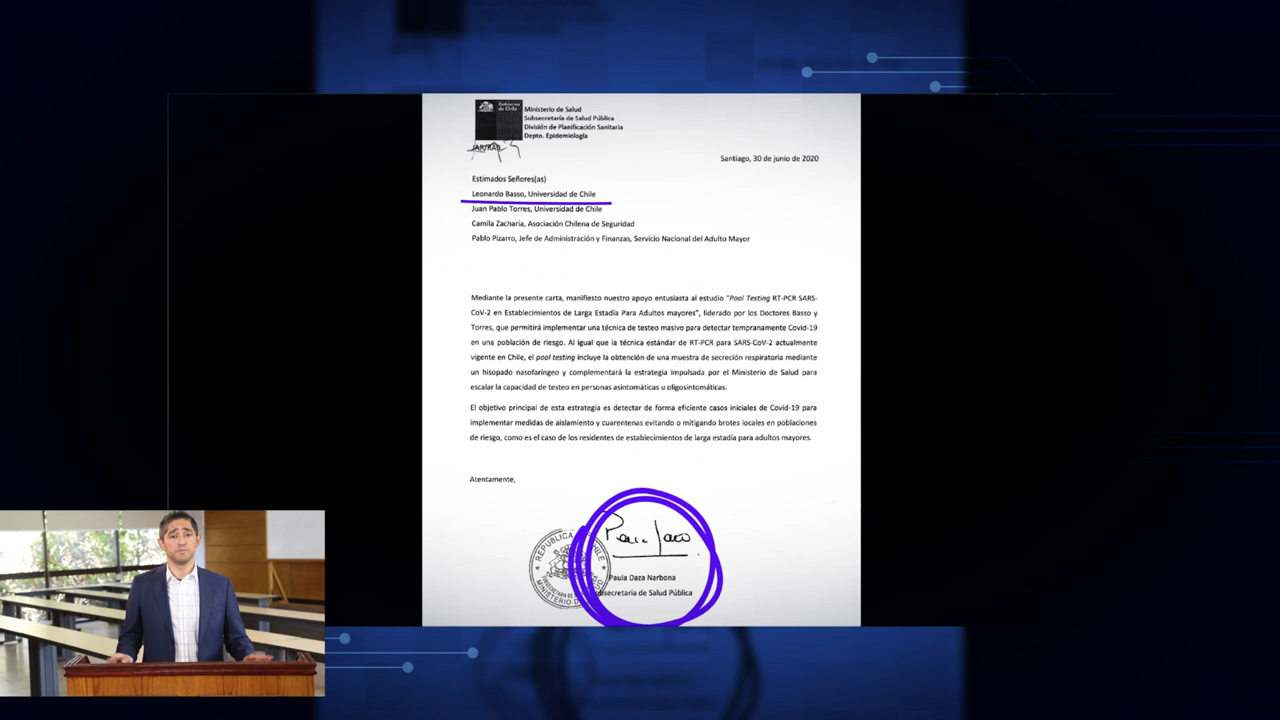 Gobierno
de Chile
Ministerio de Salud
Subsecretaría de Salud Pública
División de Planificación Sanitaria
Depto. Epidemiología
JAR/RAB
Santiago, 30 de junio de 2020
Estimados Señores(as)
Leonardo Basso, Universidad de Chile
Juan Pablo Torres, Universidad de Chile
Camila Zacharia, Asociación Chilena de Seguridad
Pablo Pizarro, Jefe de Administración y Finanzas, Servicio Nacional del Adulto Mayor
Mediante la presente carta, manifiesto nuestro apoyo entusiasta al estudio "Pool Testing RT-PCR SARS-
CoV-2 en Establecimientos de Larga Estadía Para Adultos mayores", liderado por los Doctores Basso y
Torres, que permitirá implementar una técnica de testeo masivo para detectar tempranamente Covid-19
en una población de riesgo. Al igual que la técnica estándar de RT-PCR para SARS-CoV-2 actualmente
vigente en Chile, el pool testing incluye la obtención de una muestra de secreción respiratoria mediante
un hisopado nasofaríngeo y complementará la estrategia impulsada por el Ministerio de Salud para
escalar la capacidad de testeo en personas asintomáticas u oligosintomáticas.
El objetivo principal de esta estrategia es detectar de forma eficiente casos iniciales de Covid-19 para
implementar medidas de aislamiento y cuarentenas evitando o mitigando brotes locales en poblaciones
de riesgo, como es el caso de los residentes de establecimientos de larga estadía para adultos mayores.
Atentamente,
Paula Daza Narbona
de Salud Pública